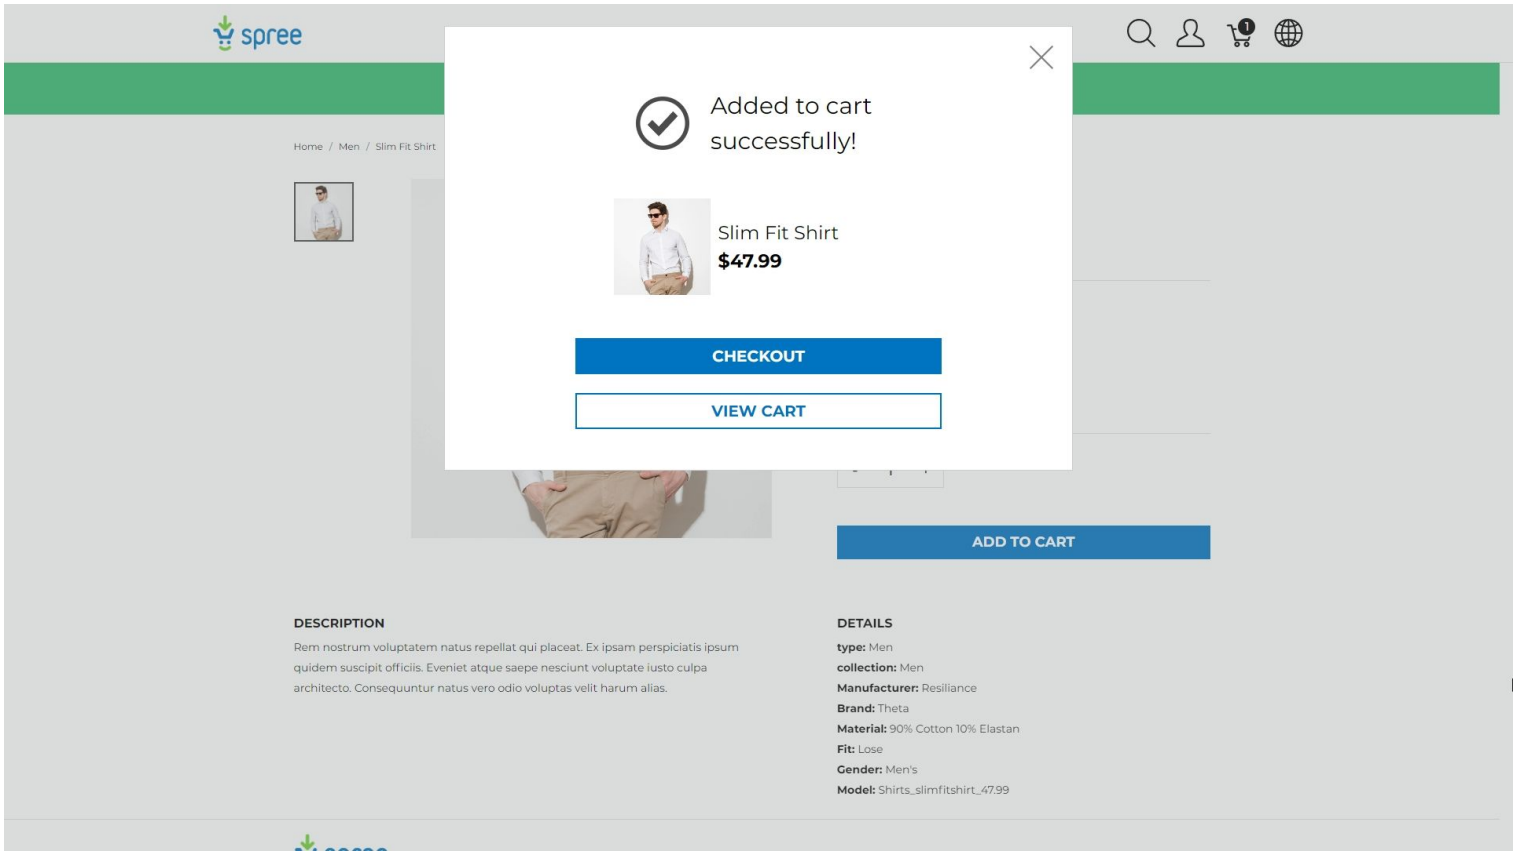 spree
1
Added to cart
successfully!
Home / Men / Slim Fit Shirt
Slim Fit Shirt
$47.99
CHECKOUT
VIEW CART
ADD TO CART
DESCRIPTION
Rem nostrum voluptatem natus repellat qui placeat. Ex ipsam perspiciatis ipsum
quidem suscipit officiis. Eveniet atque saepe nesciunt voluptate iusto culpa
architecto. Consequuntur natus vero odio voluptas velit harum alias.
DETAILS
type: Men
collection: Men
Manufacturer: Resiliance
Brand: Theta
Material: 90% Cotton 10% Elastan
Fit: Lose
Gender: Men's
Model: Shirts_slimfitshirt_47.99